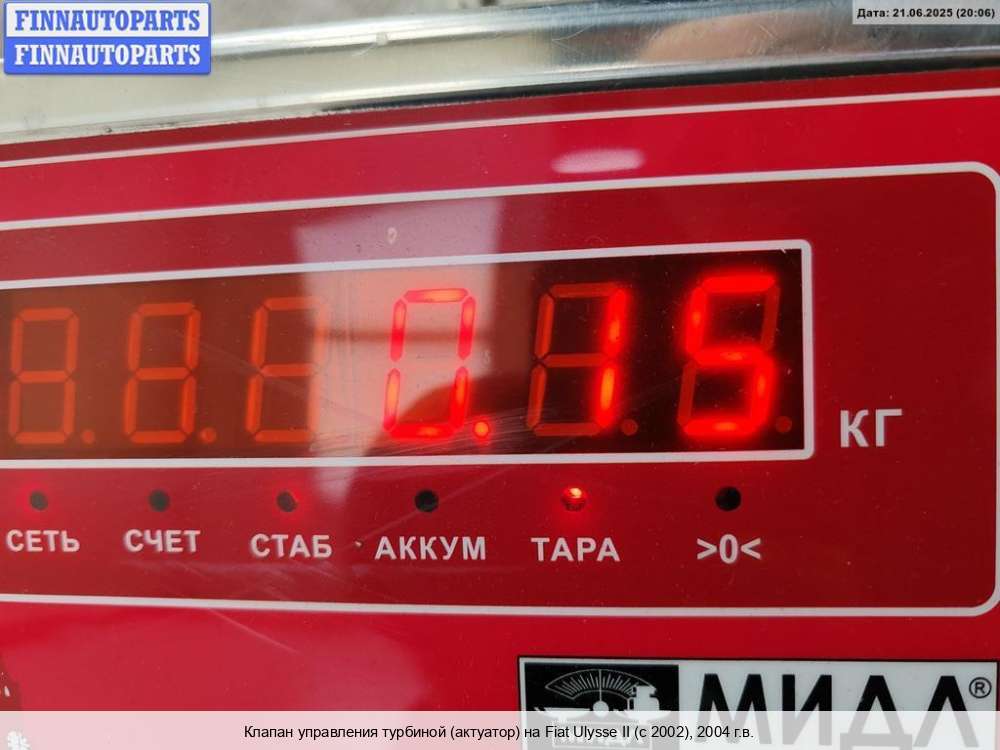 FINNAUTOPARTS
FINNAUTOPARTS
Дата: 21.06.2025 (20:06)
0.15
КГ
СЕТЬ СЧЕТ СТАБ АККУМ ТАРА >0<
МИДЛ®
Клапан управления турбиной (актуатор) на Fiat Ulysse II (с 2002), 2004 г.в.